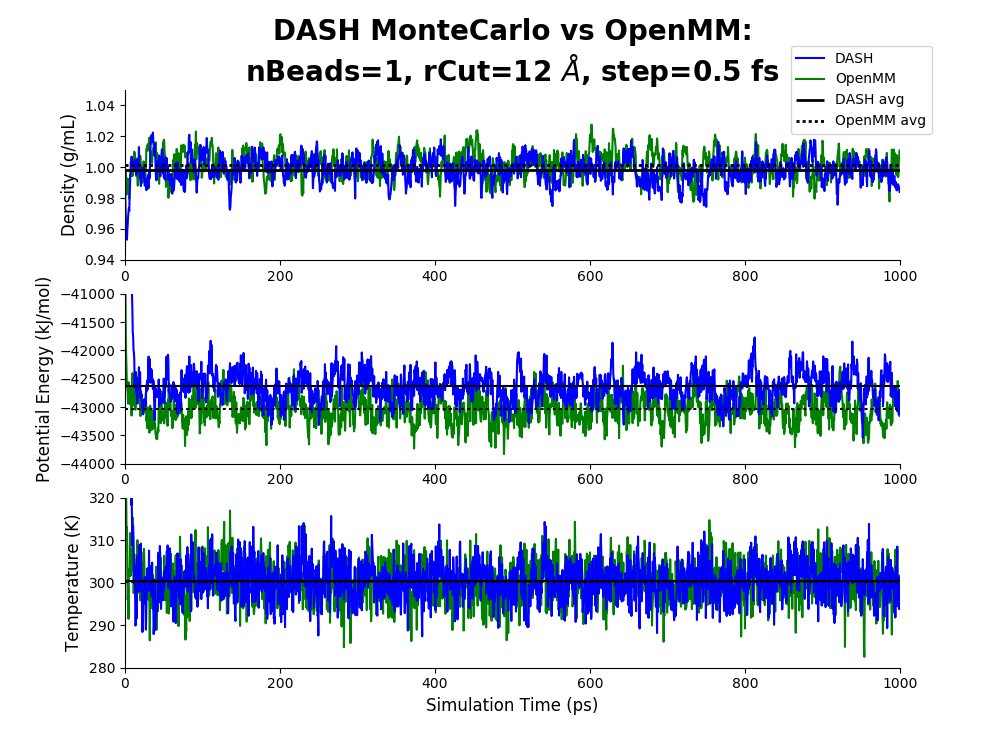 DASH MonteCarlo vs OpenMM:
nBeads=1, rCut=12 Å, step=0.5 fs
DASH
OpenMM
DASH avg
OpenMM avg
Density (g/mL)
1.04
1.02
1.00
0.98
0.96
0.94
0 200 400 600 800 1000
Potential Energy (kJ/mol)
−41000
−41500
−42000
−42500
−43000
−43500
−44000
0 200 400 600 800 1000
Temperature (K)
320
310
300
290
280
0 200 400 600 800 1000
Simulation Time (ps)